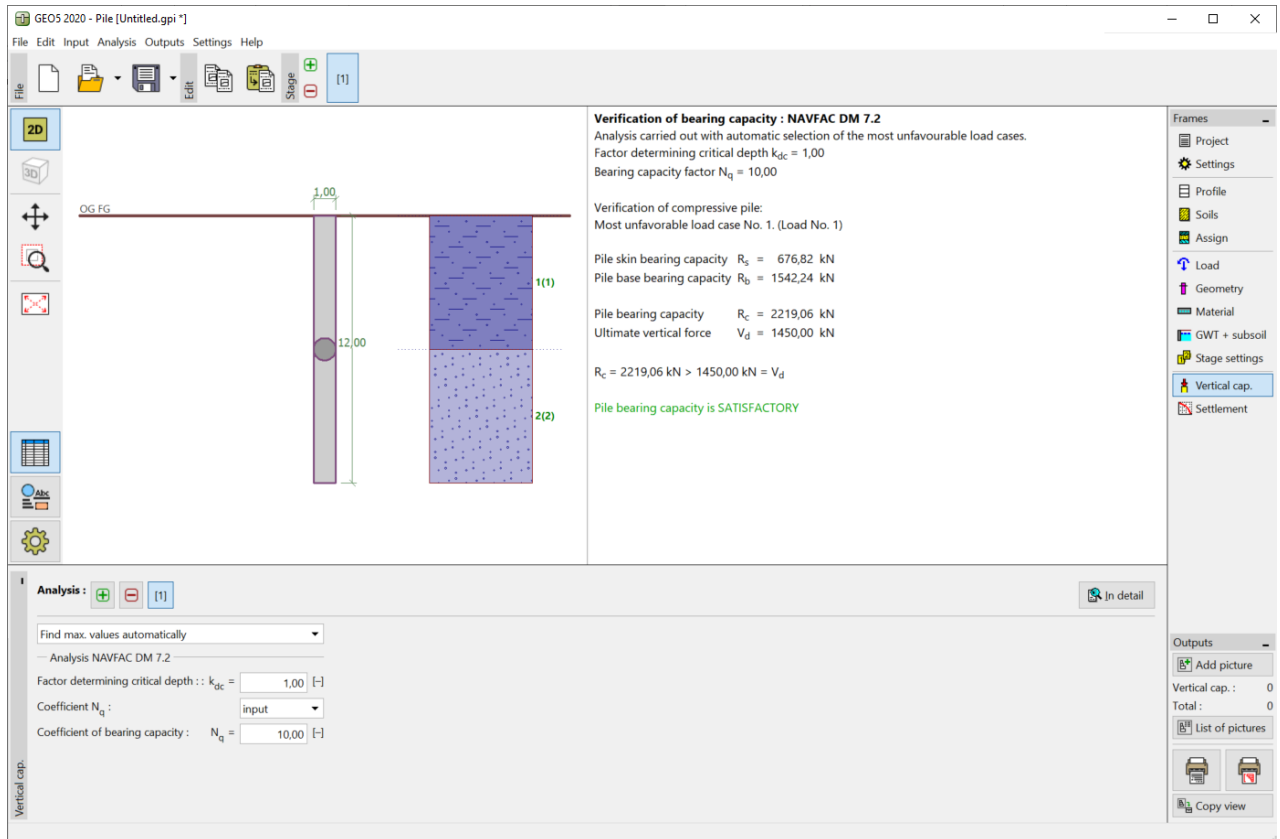 GEO5 2020 - Pile [Untitled.gpi *]
File Edit Input Analysis Outputs Settings Help
File
Edit
Stage
[1]
2D
3D
Abc
OG FG
1,00
12,00
1(1)
2(2)
Verification of bearing capacity : NAVFAC DM 7.2
Analysis carried out with automatic selection of the most unfavourable load cases.
Factor determining critical depth kdc = 1,00
Bearing capacity factor Nq = 10,00
Verification of compressive pile:
Most unfavorable load case No. 1. (Load No. 1)
Pile skin bearing capacity Rs = 676,82 kN
Pile base bearing capacity Rb = 1542,24 kN
Pile bearing capacity Rc = 2219,06 kN
Ultimate vertical force Vd = 1450,00 kN
Rc = 2219,06 kN > 1450,00 kN = Vd
Pile bearing capacity is SATISFACTORY
Frames
Project
Settings
Profile
Soils
Assign
Load
Geometry
Material
GWT + subsoil
Stage settings
Vertical cap.
Settlement
Vertical cap.
Analysis : [1]
In detail
Find max. values automatically
Analysis NAVFAC DM 7.2
Factor determining critical depth : : kdc = 1,00 [–]
Coefficient Nq : input
Coefficient of bearing capacity : Nq = 10,00 [–]
Outputs
Add picture
Vertical cap. : 0
Total : 0
List of pictures
Copy view